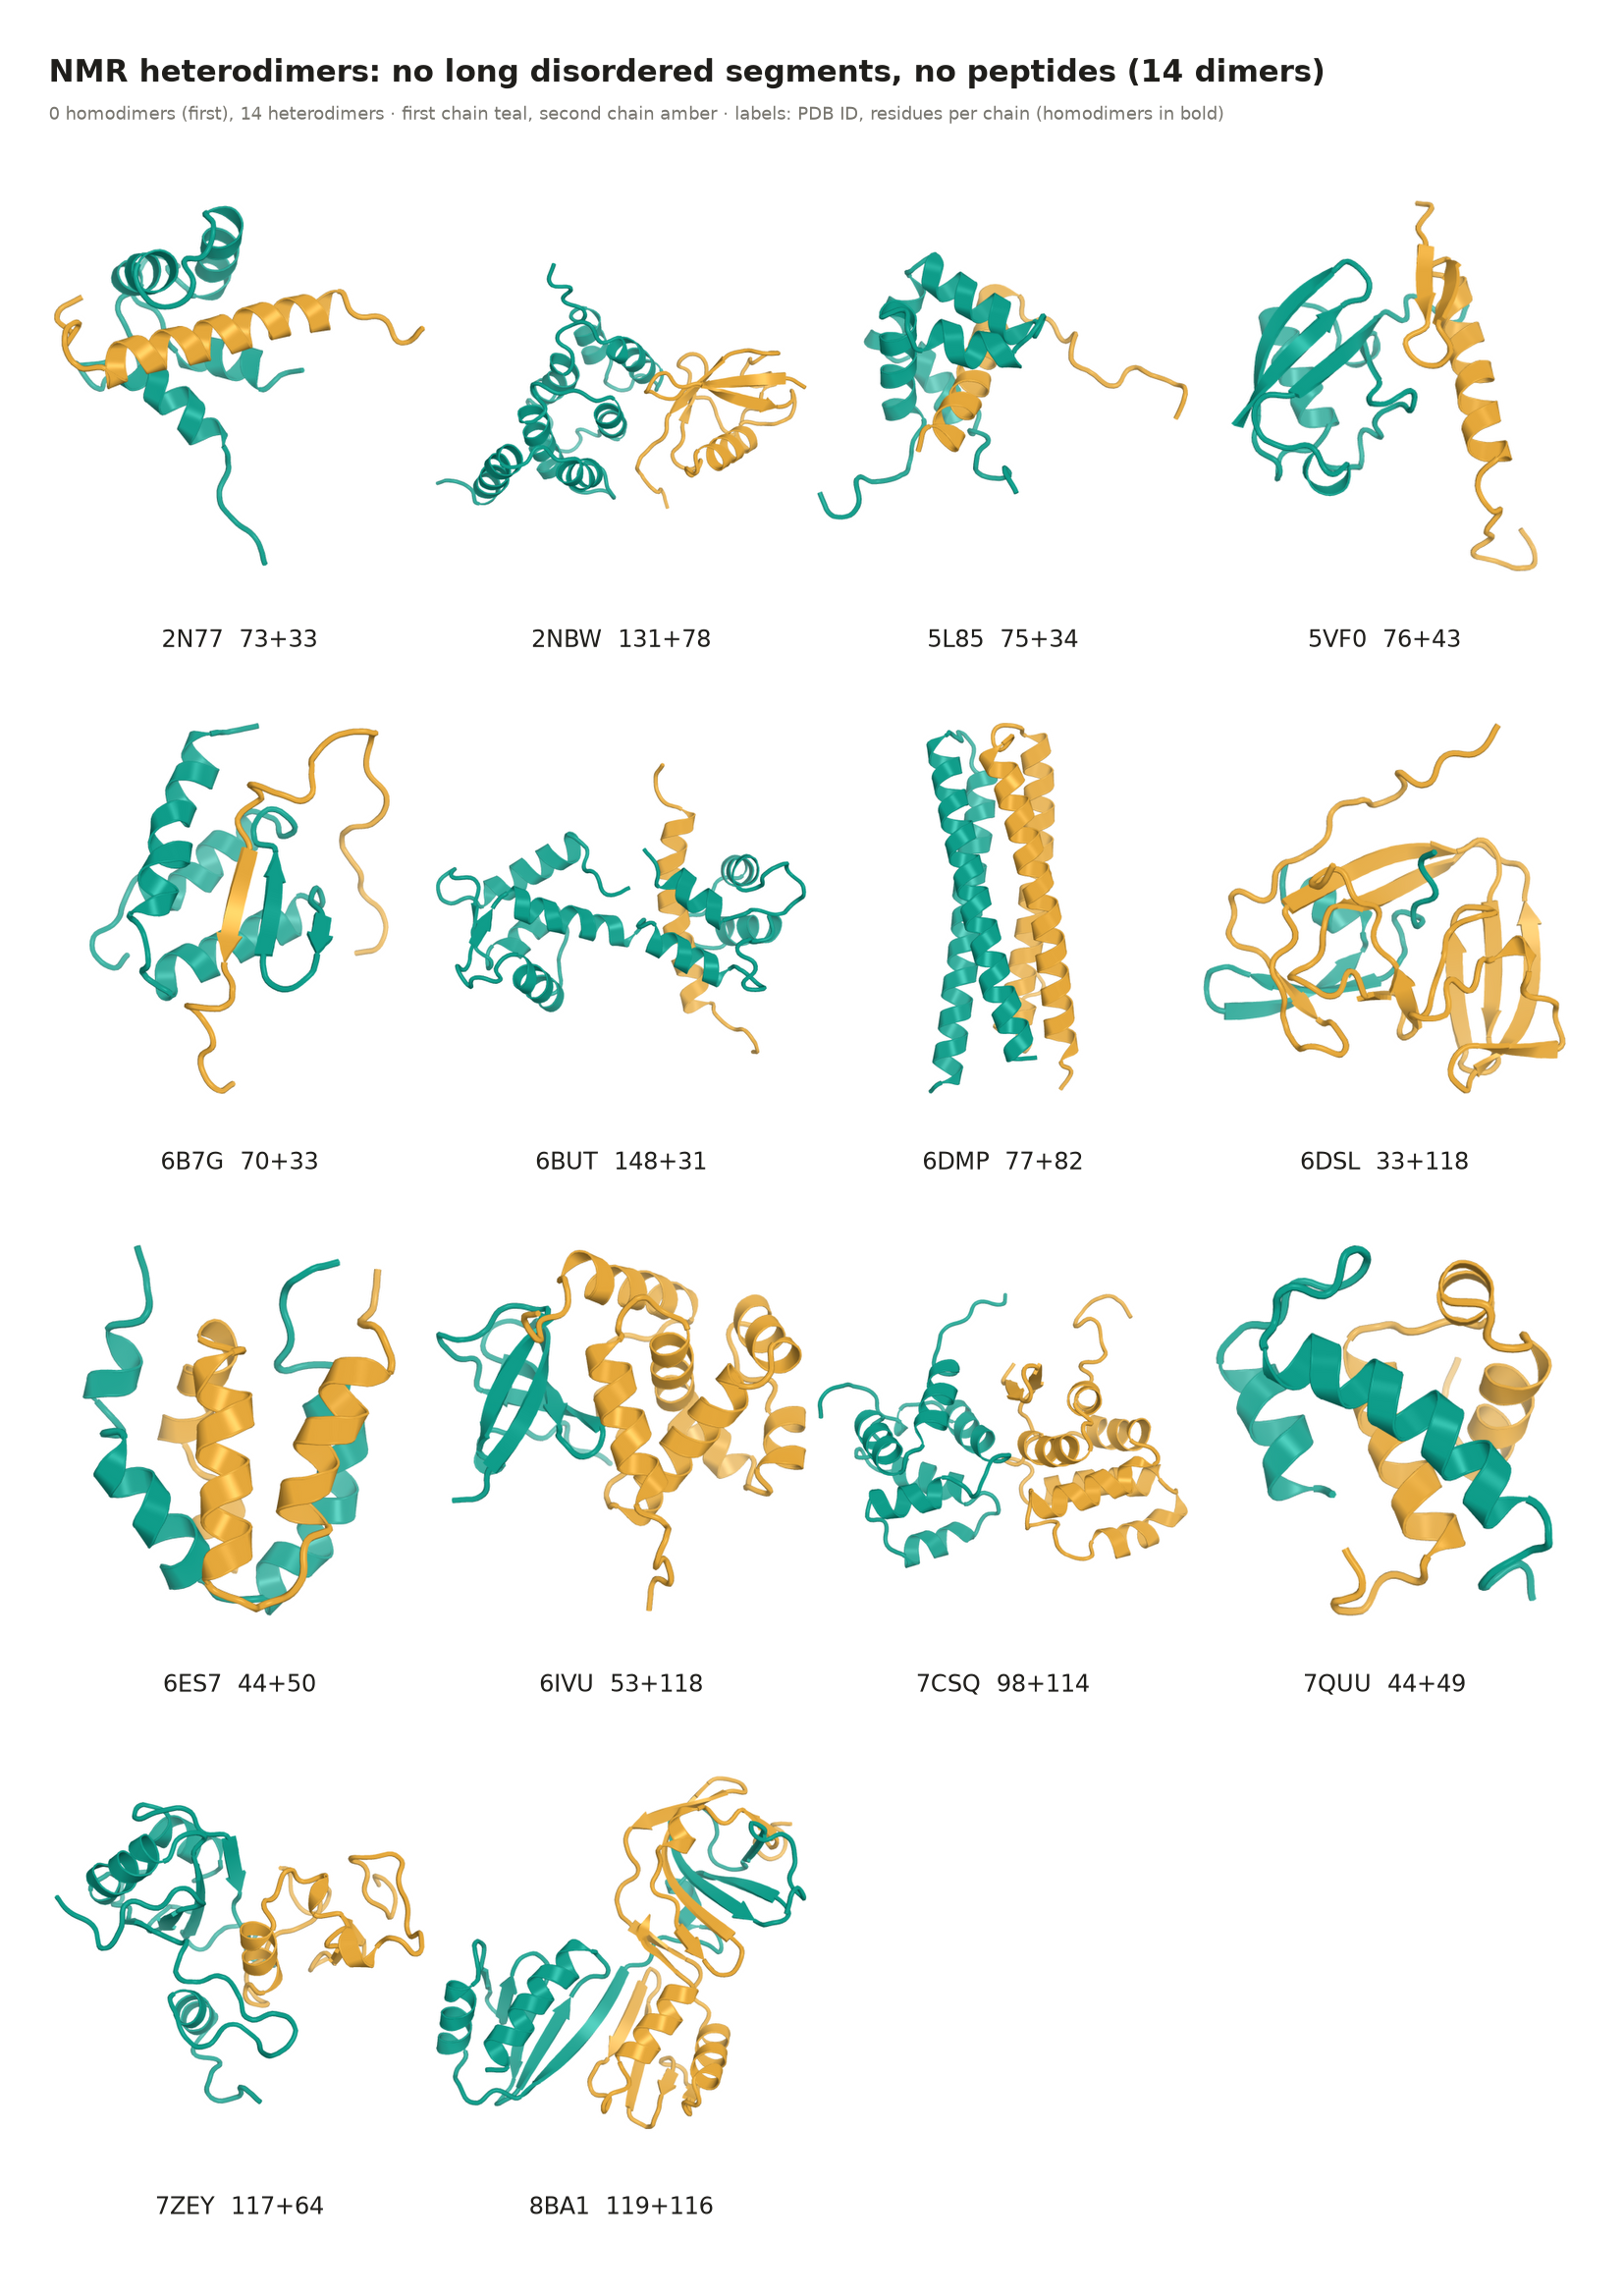 NMR heterodimers: no long disordered segments, no peptides (14 dimers)
0 homodimers (first), 14 heterodimers · first chain teal, second chain amber · labels: PDB ID, residues per chain (homodimers in bold)
2N77 73+33
2NBW 131+78
5L85 75+34
5VF0 76+43
6B7G 70+33
6BUT 148+31
6DMP 77+82
6DSL 33+118
6ES7 44+50
6IVU 53+118
7CSQ 98+114
7QUU 44+49
7ZEY 117+64
8BA1 119+116